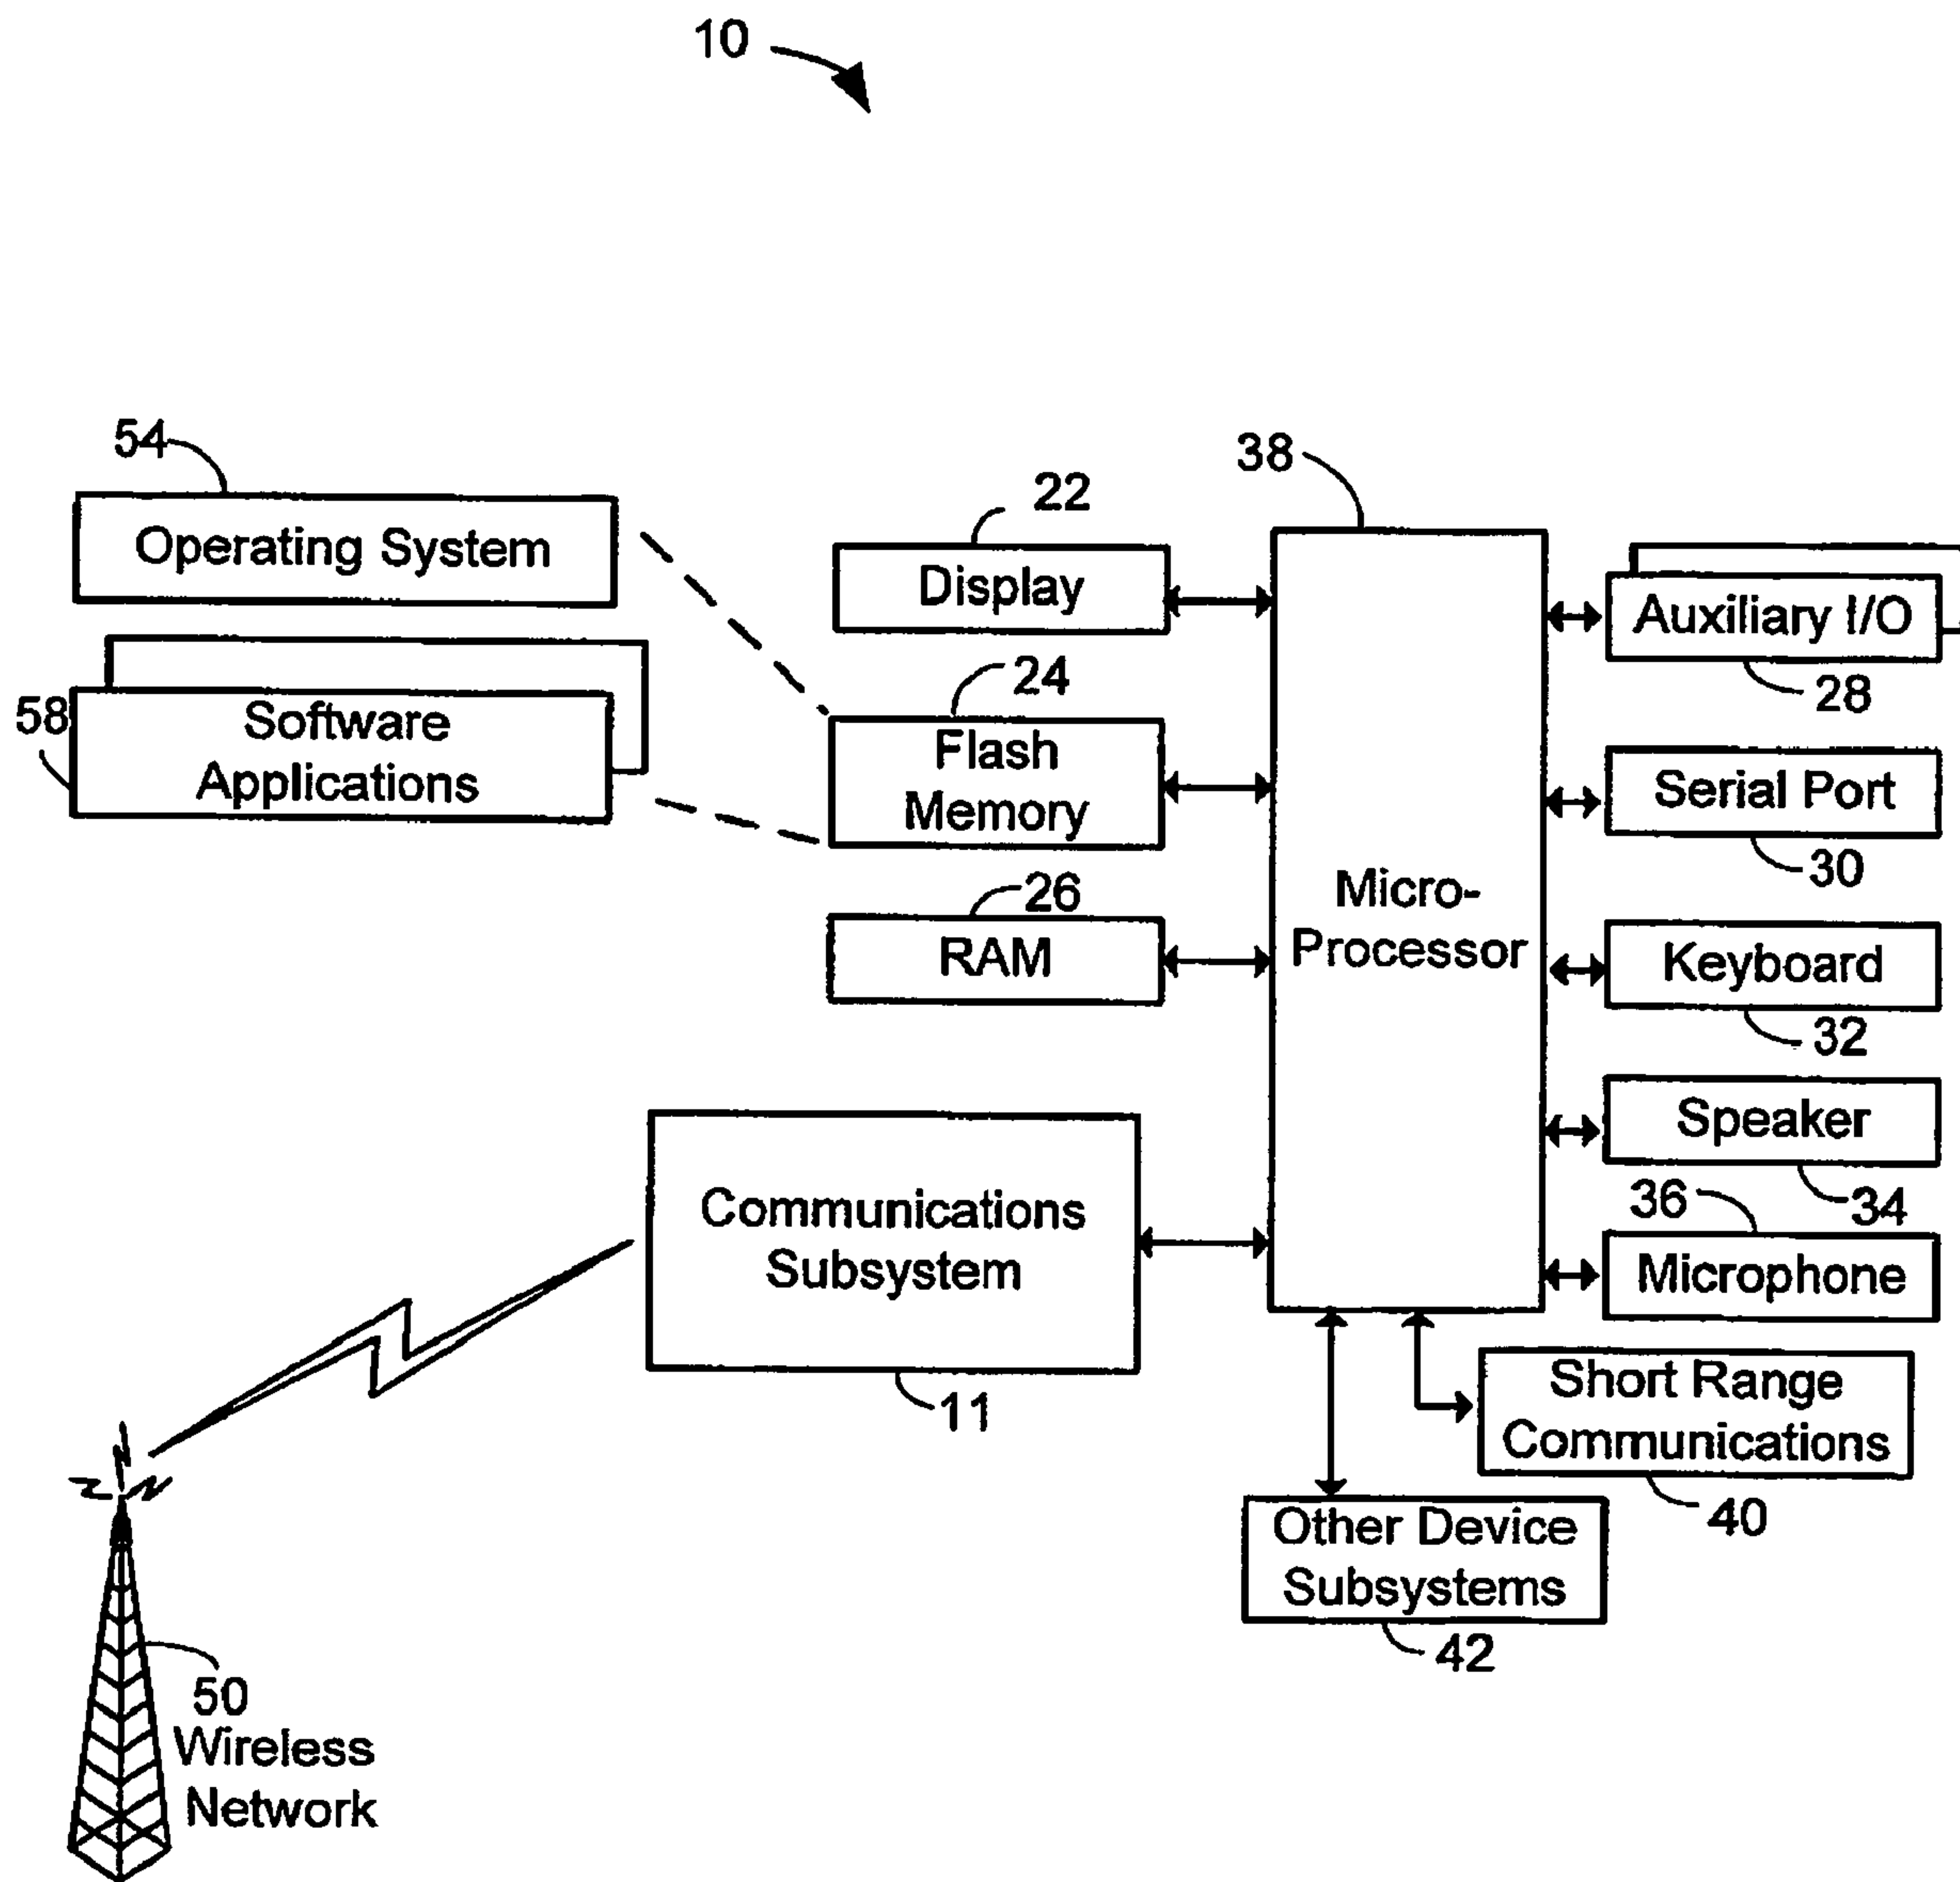 10
54
Operating System
58
Software
Applications
22
Display
24
Flash
Memory
26
RAM
Communications
Subsystem
11
38
Micro-
Processor
Auxiliary I/O
28
Serial Port
30
Keyboard
32
Speaker
34
36
Microphone
Short Range
Communications
40
Other Device
Subsystems
42
50
Wireless
Network